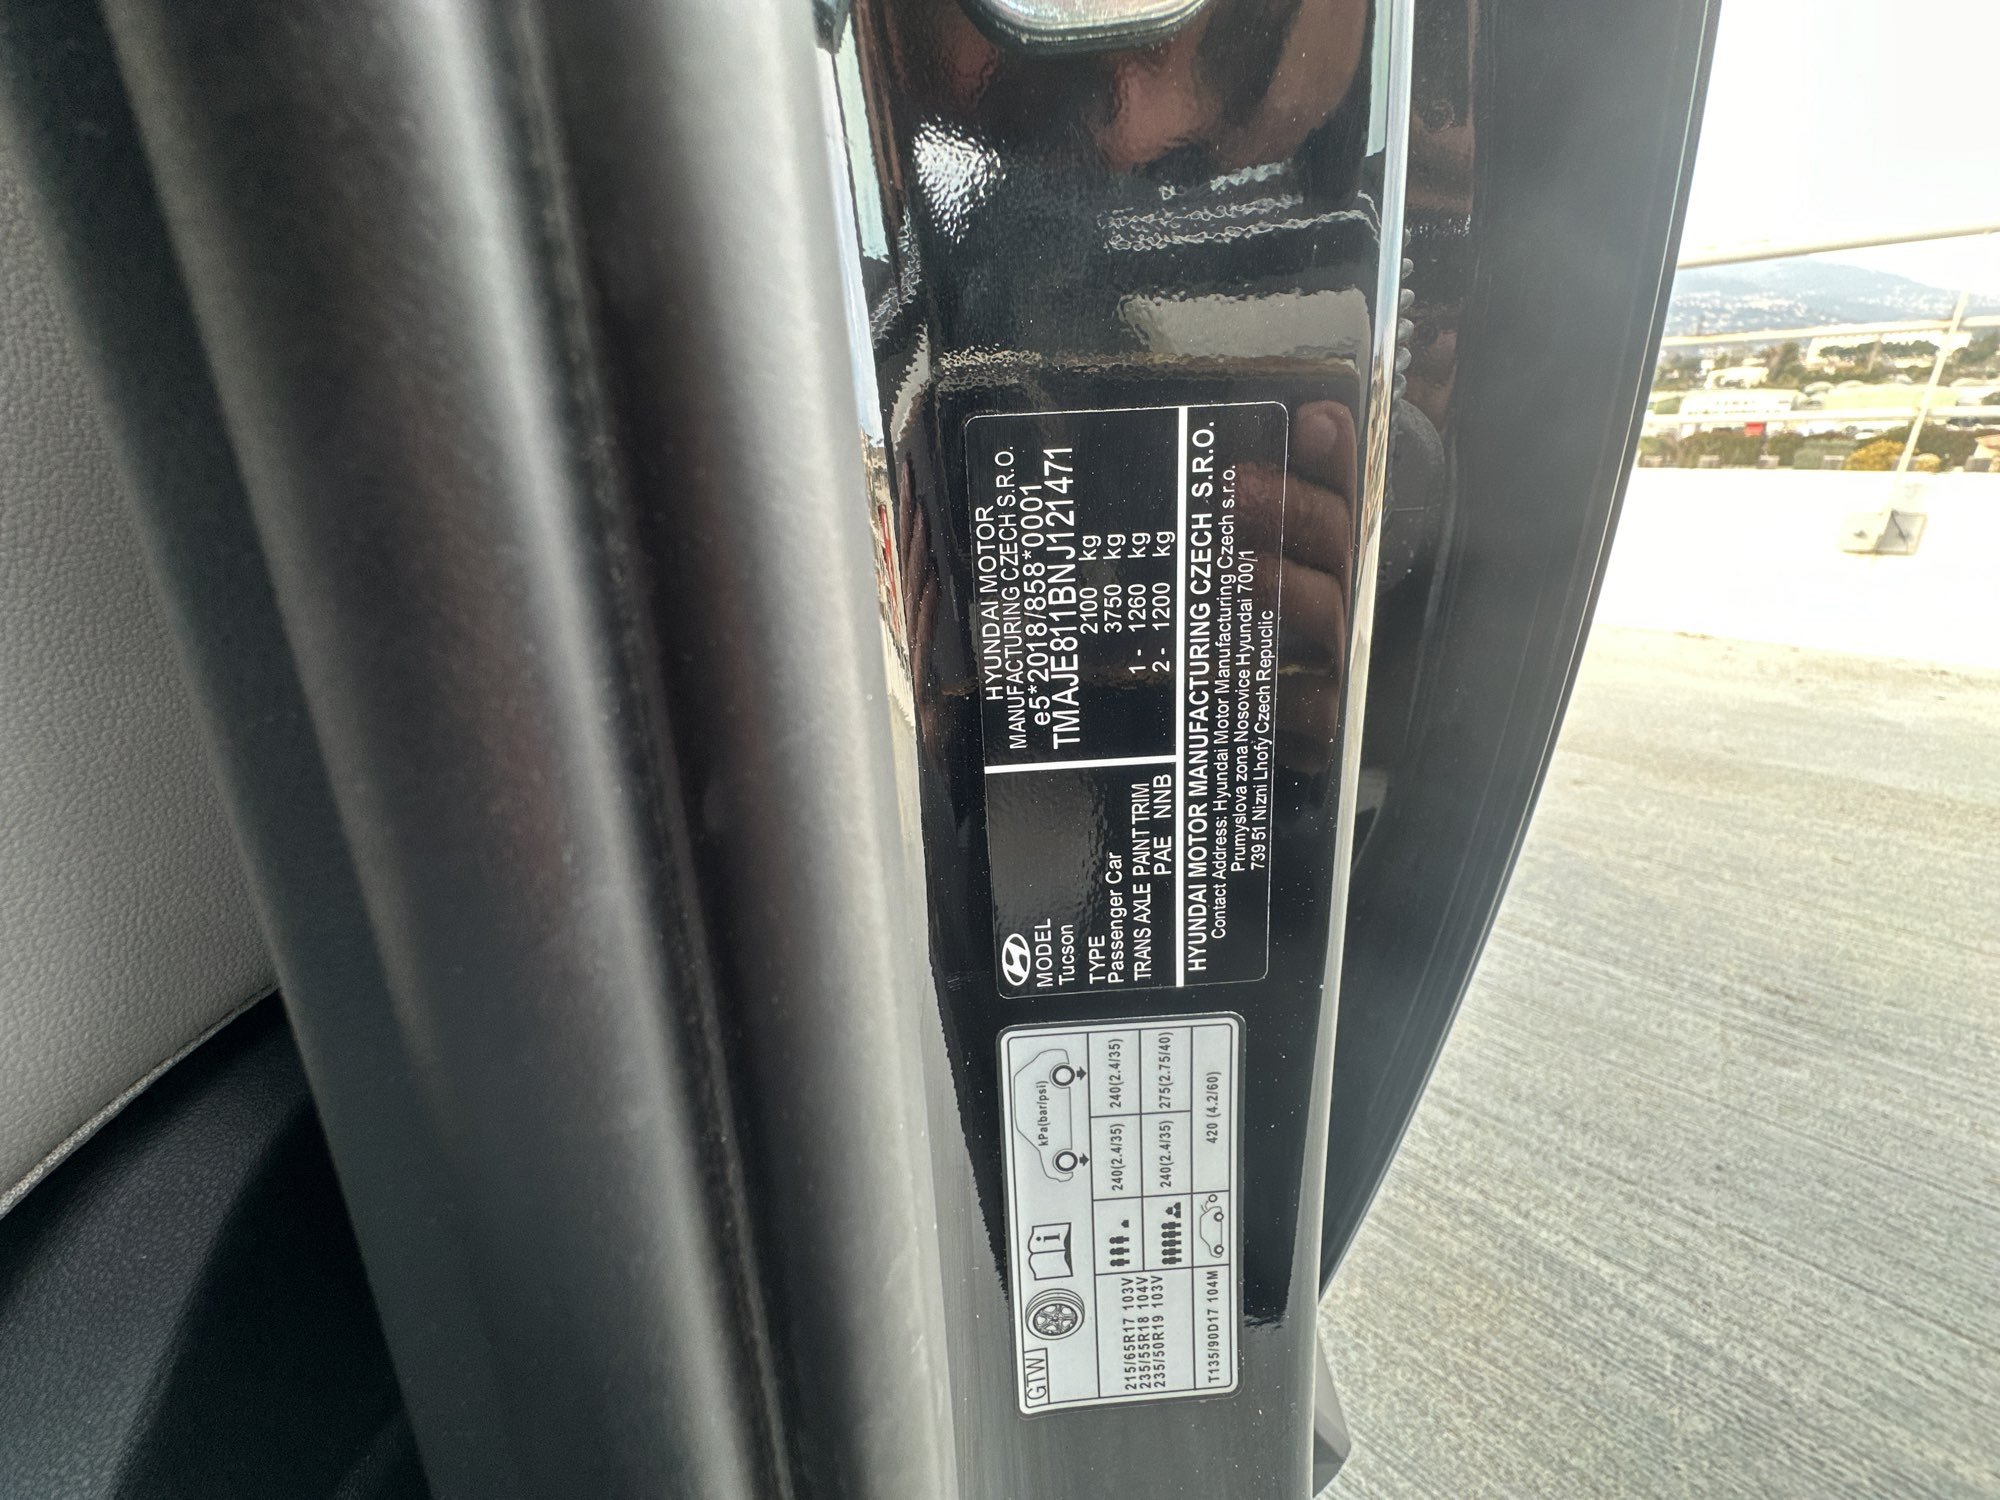 HYUNDAI MOTOR
MANUFACTURING CZECH S.R.O.
e5*2018/858*0001
TMAJE811BNJ121471
2100 kg
3750 kg
1 - 1260 kg
2 - 1200 kg
MODEL
Tucson
TYPE
Passenger Car
TRANS AXLE PAINT TRIM
PAE NNB
HYUNDAI MOTOR MANUFACTURING CZECH S.R.O.
Contact Address: Hyundai Motor Manufacturing Czech s.r.o.
Prumyslova zona Nosovice Hyundai 700/1
739 51 Nizni Lhofy Czech Repuclic
GTW
i
kPa(bar/psi)
215/65R17 103V
235/55R18 104V
235/50R19 103V
240(2.4/35) 240(2.4/35)
240(2.4/35) 275(2.75/40)
T135/90D17 104M 420 (4.2/60)